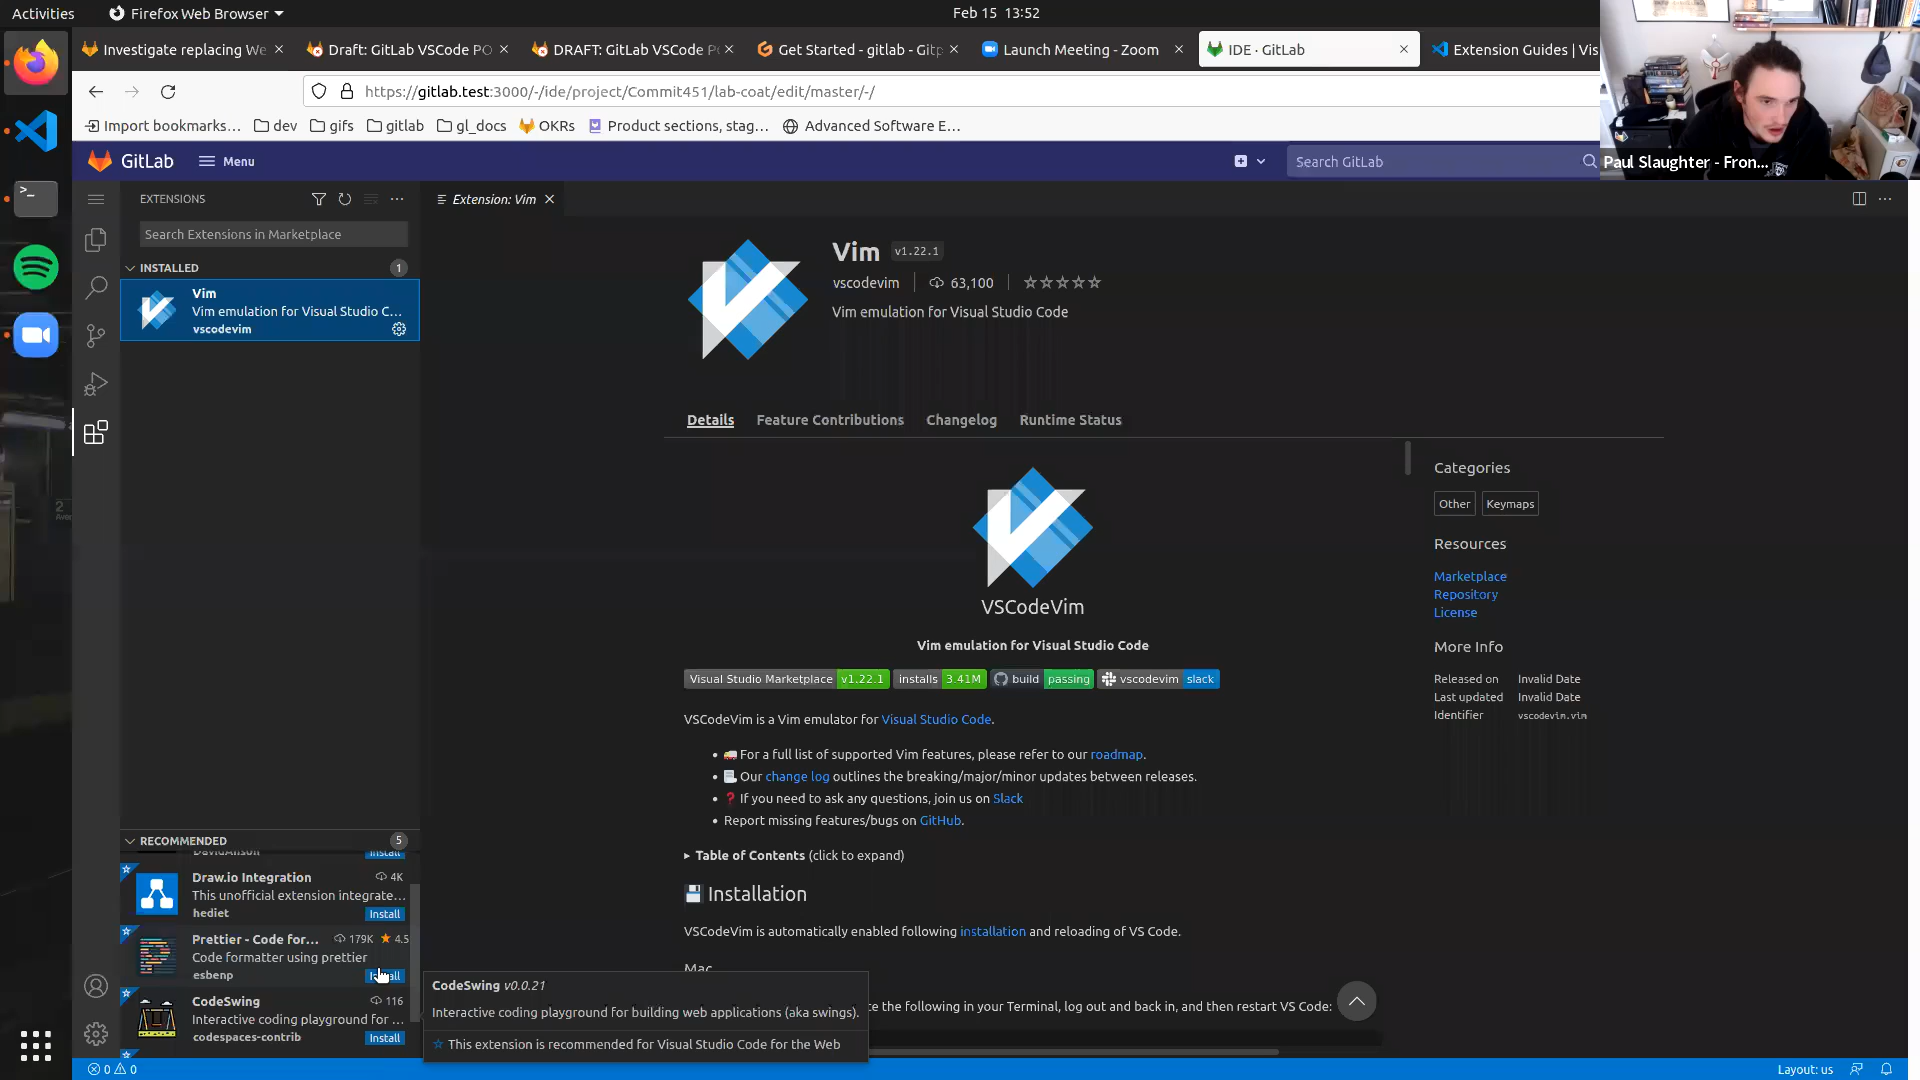 Activities
Firefox Web Browser
Feb 15 13:52
Investigate replacing We
Draft: GitLab VSCode PO
DRAFT: GitLab VSCode P
Get Started - gitlab - Gitp
Launch Meeting - Zoom
IDE · GitLab
Extension Guides | Vis
https://gitlab.test:3000/-/ide/project/Commit451/lab-coat/edit/master/-/
Import bookmarks...
dev
gifs
gitlab
gl_docs
OKRs
Product sections, stag...
Advanced Software E...
GitLab
Menu
Search GitLab
Paul Slaughter - Fron...
EXTENSIONS
Extension: Vim
Search Extensions in Marketplace
INSTALLED
1
Vim
Vim emulation for Visual Studio C...
vscodevim
Vim
v1.22.1
vscodevim
63,100
Vim emulation for Visual Studio Code
Details
Feature Contributions
Changelog
Runtime Status
VSCodeVim
Vim emulation for Visual Studio Code
Visual Studio Marketplace v1.22.1
installs 3.41M
build passing
vscodevim slack
VSCodeVim is a Vim emulator for Visual Studio Code.
• For a full list of supported Vim features, please refer to our roadmap.
• Our change log outlines the breaking/major/minor updates between releases.
• ❓ If you need to ask any questions, join us on Slack
• Report missing features/bugs on GitHub.
Table of Contents (click to expand)
Installation
VSCodeVim is automatically enabled following installation and reloading of VS Code.
Mac
te the following in your Terminal, log out and back in, and then restart VS Code:
Categories
Other
Keymaps
Resources
Marketplace
Repository
License
More Info
Released on Invalid Date
Last updated Invalid Date
Identifier vscodevim.vim
RECOMMENDED
5
DavidAnson
Install
Draw.io Integration
4K
This unofficial extension integrate...
hediet
Install
Prettier - Code for...
179K
4.5
Code formatter using prettier
esbenp
CodeSwing
116
Interactive coding playground for ...
codespaces-contrib
Install
CodeSwing v0.0.21
Interactive coding playground for building web applications (aka swings).
This extension is recommended for Visual Studio Code for the Web
0
0
Layout: us